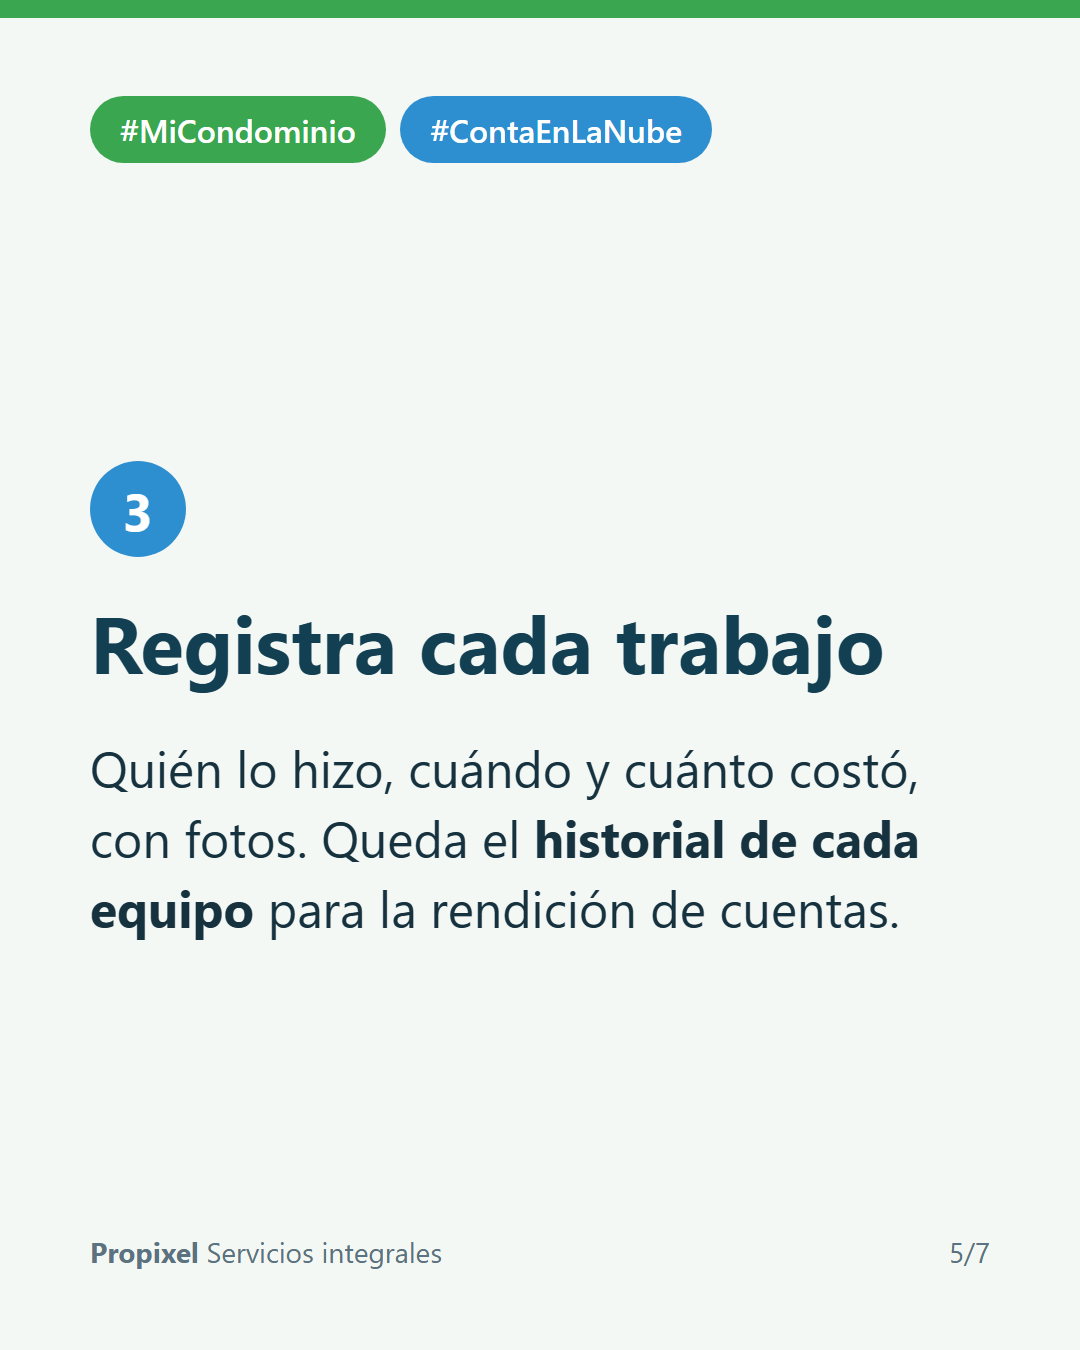 #MiCondominio #ContaEnLaNube
3
Registra cada trabajo
Quién lo hizo, cuándo y cuánto costó,
con fotos. Queda el historial de cada
equipo para la rendición de cuentas.
Propixel Servicios integrales 5/7